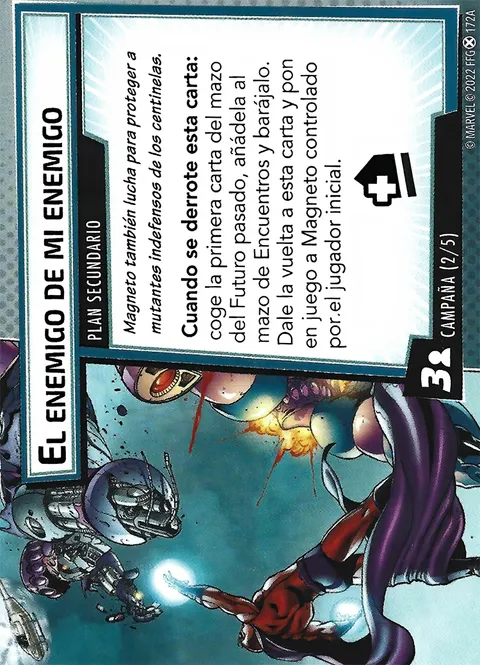 EL ENEMIGO DE MI ENEMIGO
PLAN SECUNDARIO
Magneto también lucha para proteger a
mutantes indefensos de los centinelas.
Cuando se derrote esta carta:
coge la primera carta del mazo
del Futuro pasado, añádela al
mazo de Encuentros y barájalo.
Dale la vuelta a esta carta y pon
en juego a Magneto controlado
por el jugador inicial.
3
CAMPAÑA (2/5)
© MARVEL © 2022 FFG 172A